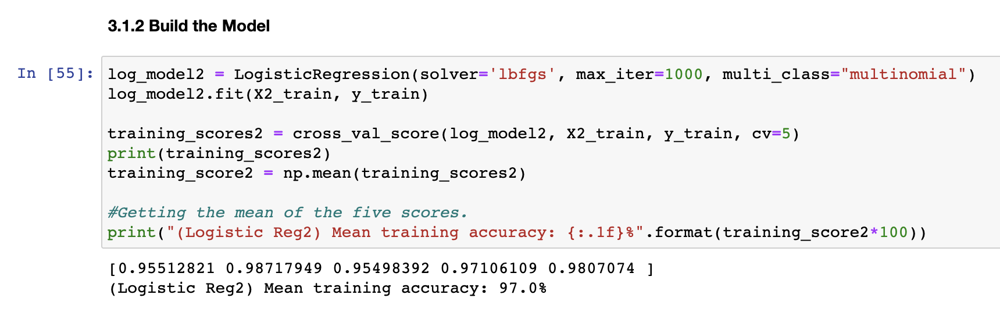 3.1.2 Build the Model
In [55]:
log_model2 = LogisticRegression(solver='lbfgs', max_iter=1000, multi_class="multinomial")
log_model2.fit(X2_train, y_train)
training_scores2 = cross_val_score(log_model2, X2_train, y_train, cv=5)
print(training_scores2)
training_score2 = np.mean(training_scores2)
#Getting the mean of the five scores.
print("(Logistic Reg2) Mean training accuracy: {:.1f}%".format(training_score2*100))
[0.95512821 0.98717949 0.95498392 0.97106109 0.9807074 ]
(Logistic Reg2) Mean training accuracy: 97.0%